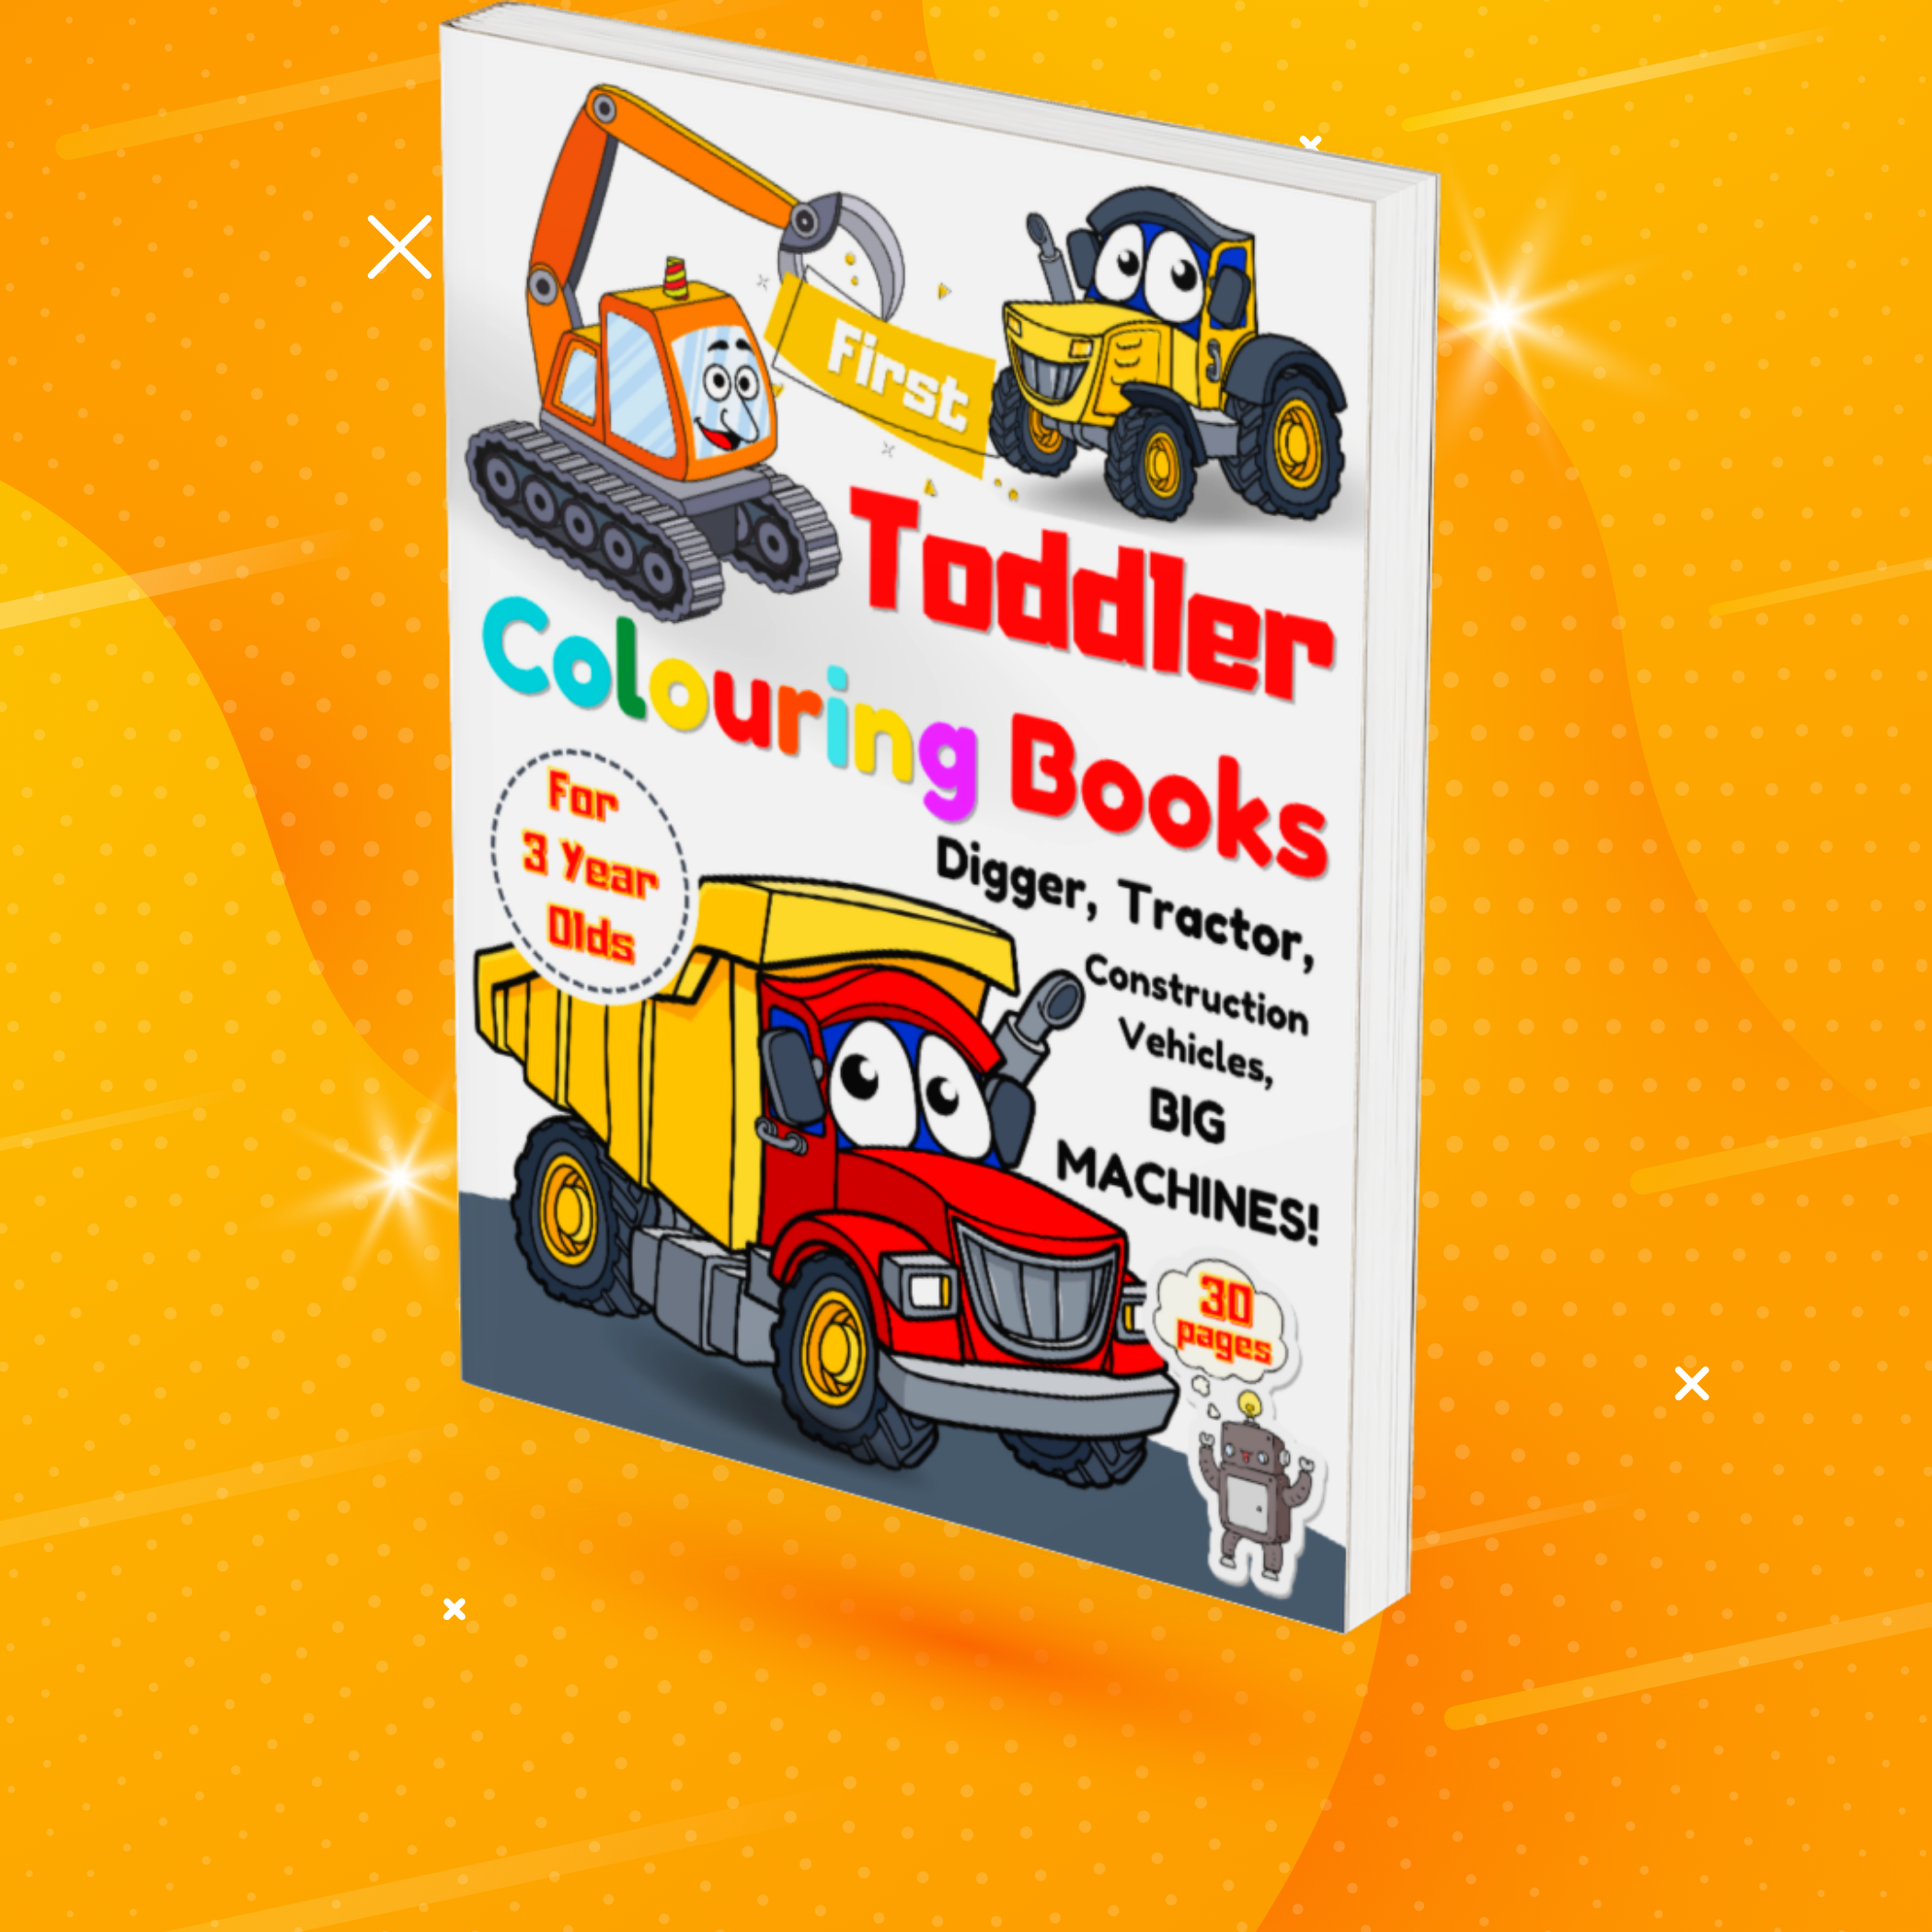 First
Toddler
Colouring Books
For
3 Year
Olds
Digger, Tractor,
Construction
Vehicles,
BIG
MACHINES!
30
pages